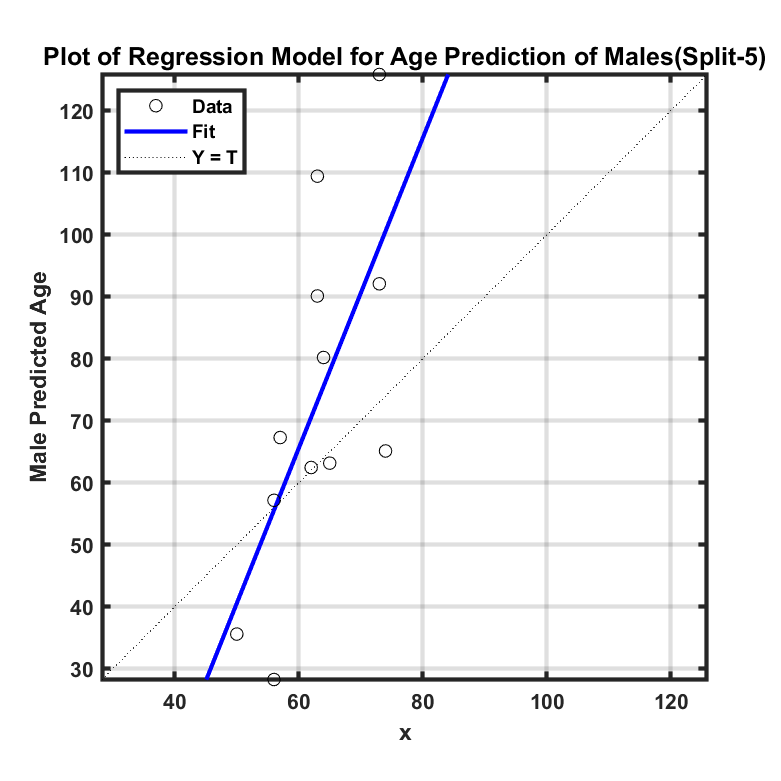 Plot of Regression Model for Age Prediction of Males(Split-5)
Data
Fit
Y = T
120
110
100
90
80
70
60
50
40
30
Male Predicted Age
40 60 80 100 120
x